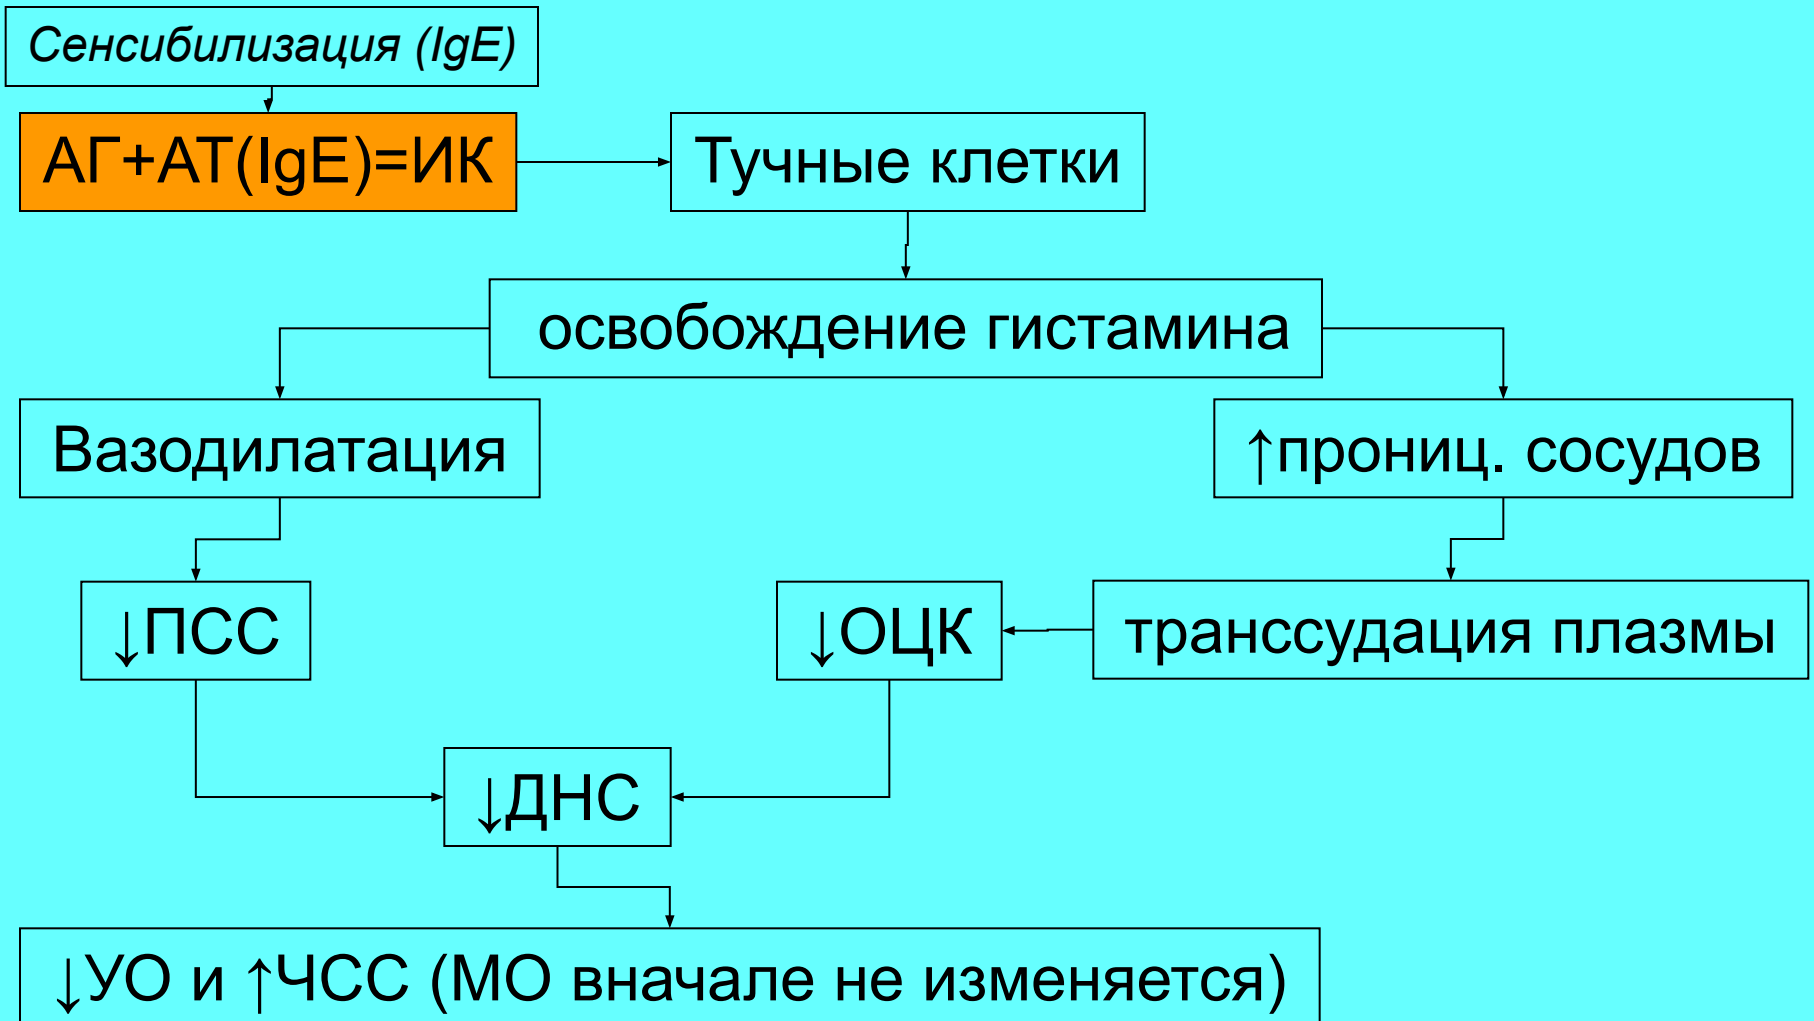 Сенсибилизация (IgE)
АГ+АТ(IgE)=ИК
Тучные клетки
освобождение гистамина
Вазодилатация
↑прониц. сосудов
↓ПСС
↓ОЦК
транссудация плазмы
↓ДНС
↓УО и ↑ЧСС (МО вначале не изменяется)